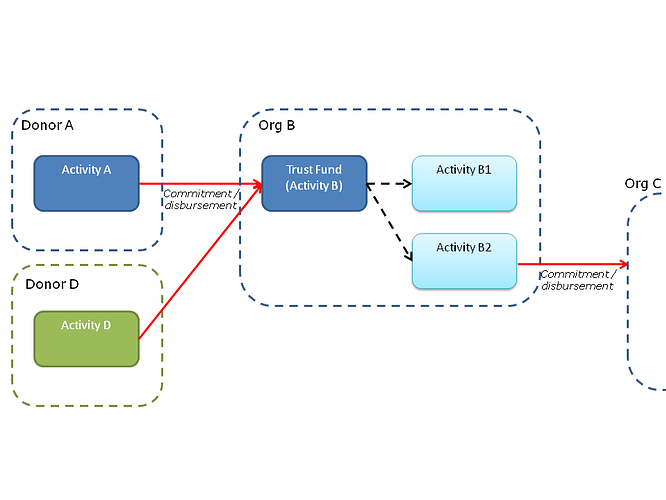 Donor A
Activity A
Commitment /
disbursement
Donor D
Activity D
Org B
Trust Fund
(Activity B)
Activity B1
Activity B2
Commitment /
disbursement
Org C